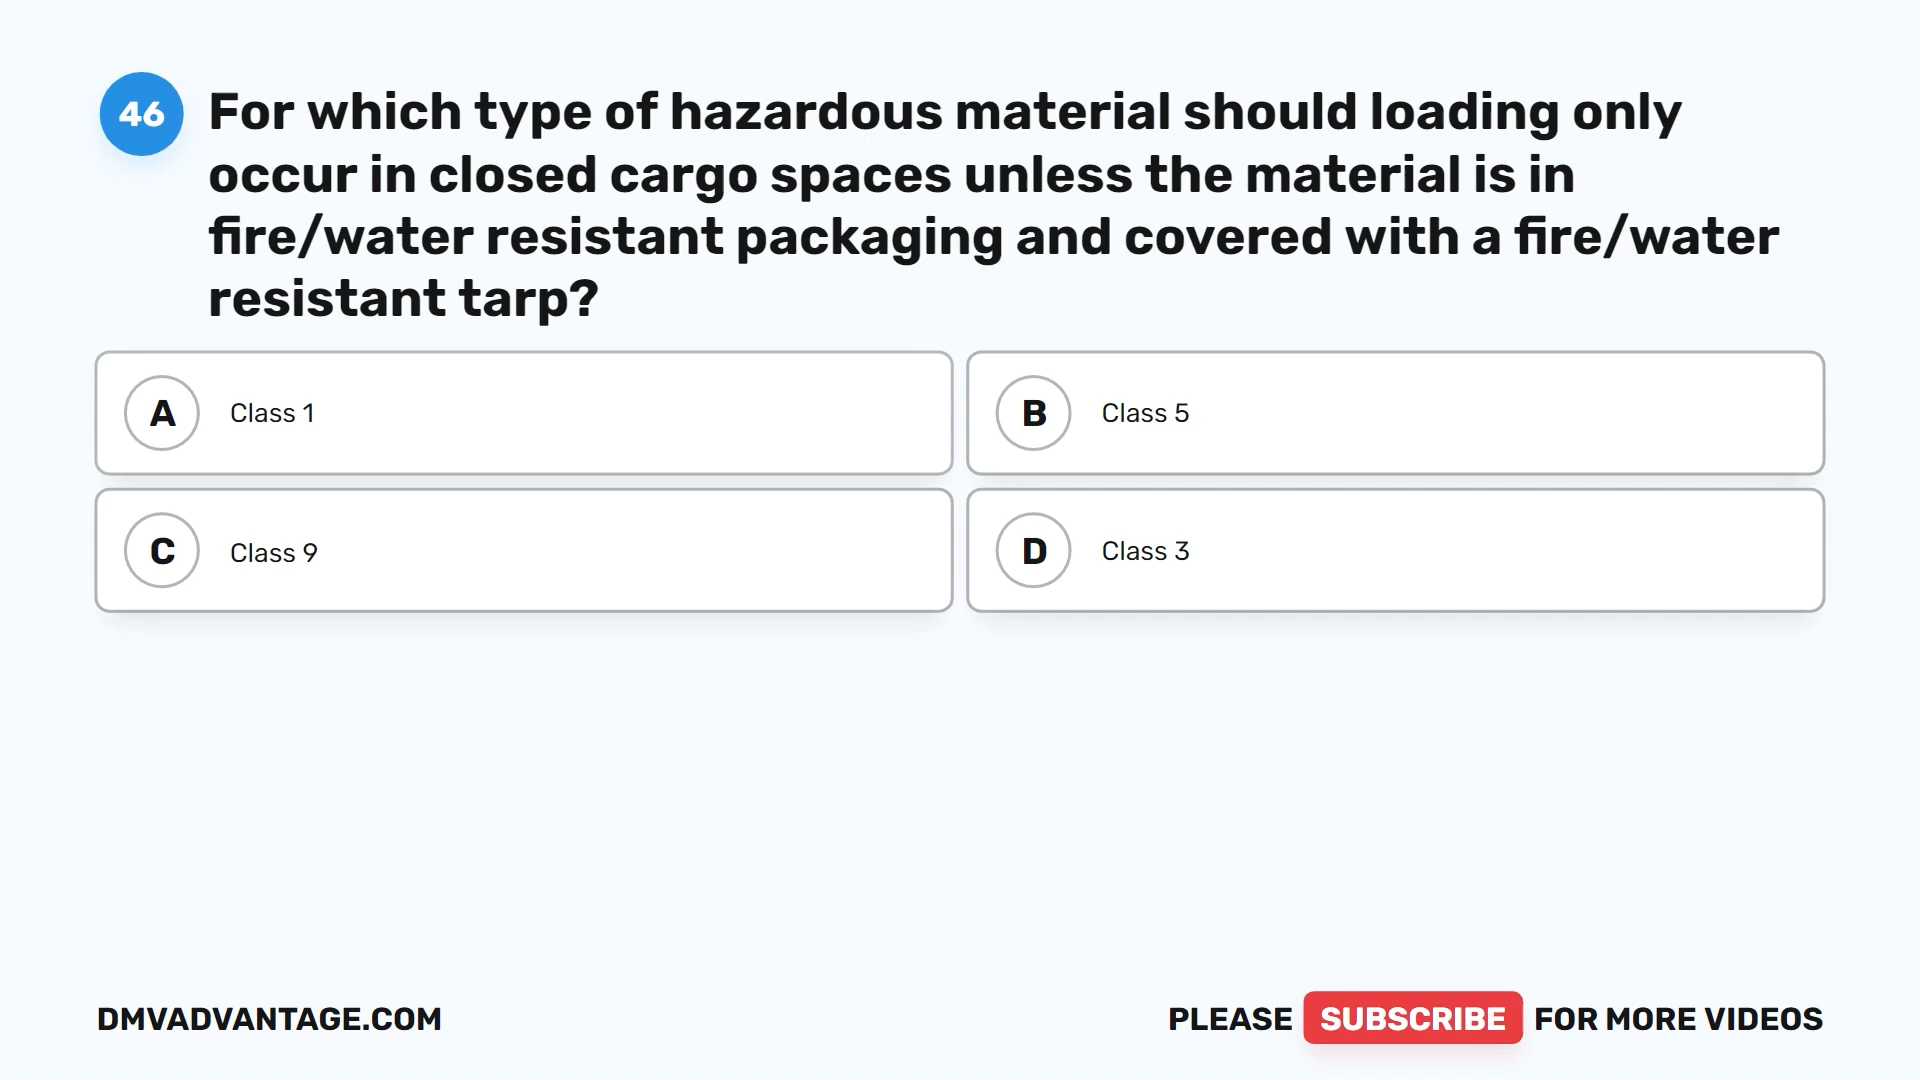 46
For which type of hazardous material should loading only
occur in closed cargo spaces unless the material is in
fire/water resistant packaging and covered with a fire/water
resistant tarp?
A Class 1
B Class 5
C Class 9
D Class 3
DMVADVANTAGE.COM
PLEASE SUBSCRIBE FOR MORE VIDEOS